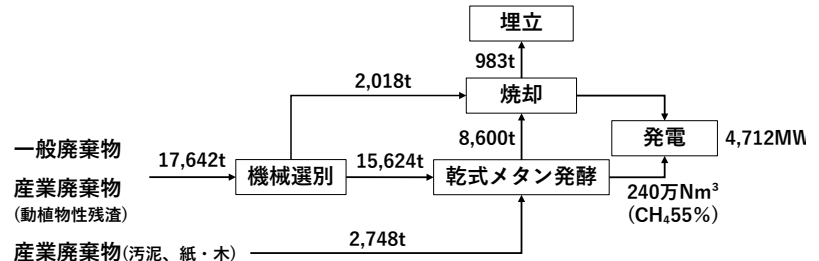 埋立
983t
2,018t
焼却
8,600t
発電
4,712MW
一般廃棄物
17,642t
機械選別
15,624t
乾式メタン発酵
産業廃棄物
(動植物性残渣)
240万Nm³
(CH₄55%)
2,748t
産業廃棄物(汚泥、紙・木)